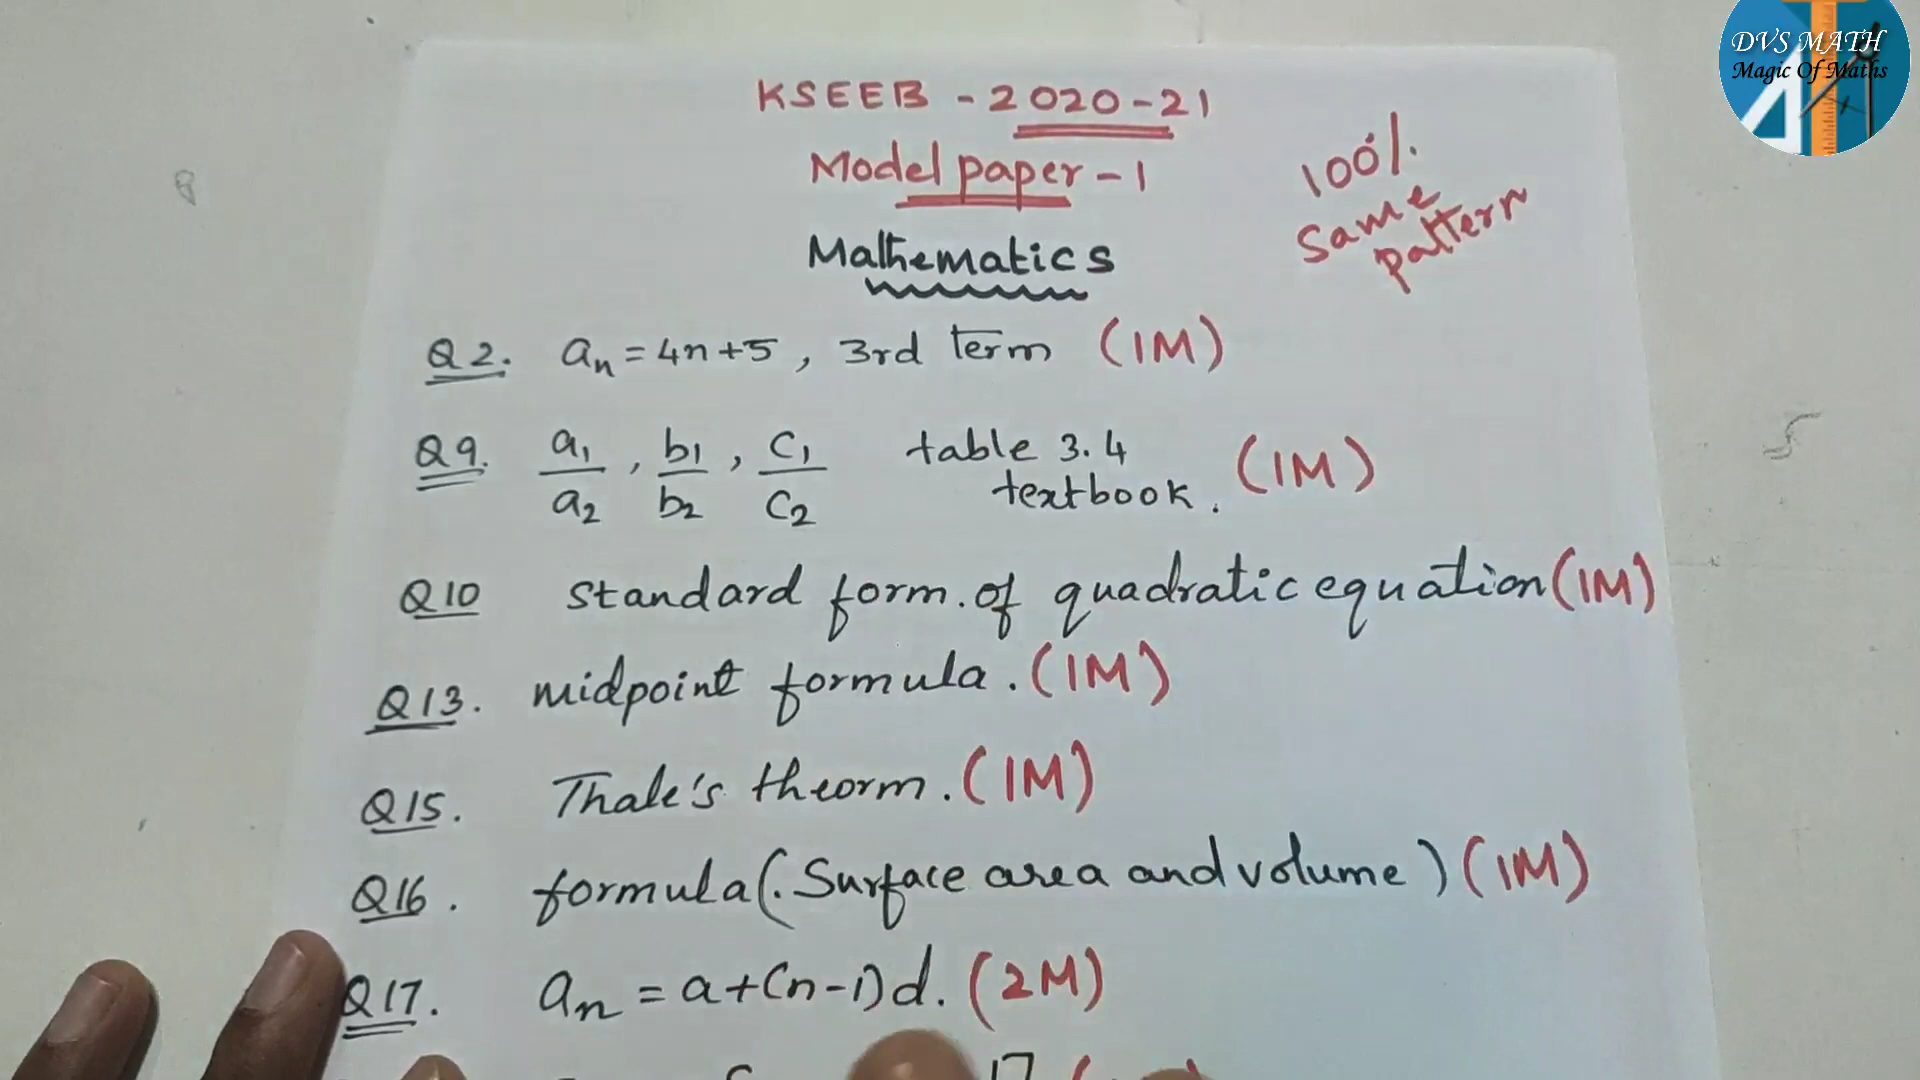 DVS MATH
Magic Of Maths
KSEEB - 2020-21
Model paper - 1
100%.
Same
pattern
Mathematics
Q2. aₙ = 4n+5 , 3rd term (1M)
Q9. a₁/a₂ , b₁/b₂ , c₁/c₂ table 3.4 textbook. (1M)
Q10 standard form. of quadratic equation (1M)
Q13. midpoint formula. (1M)
Q15. Thale's theorm. (1M)
Q16. formula (. Surface area and volume ) (1M)
Q17. aₙ = a+(n-1)d. (2M)